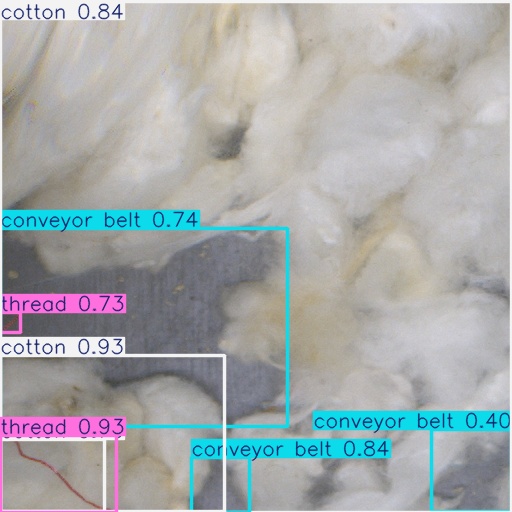 cotton 0.84
conveyor belt 0.74
thread 0.73
cotton 0.93
thread 0.93
conveyor belt 0.40
conveyor belt 0.84